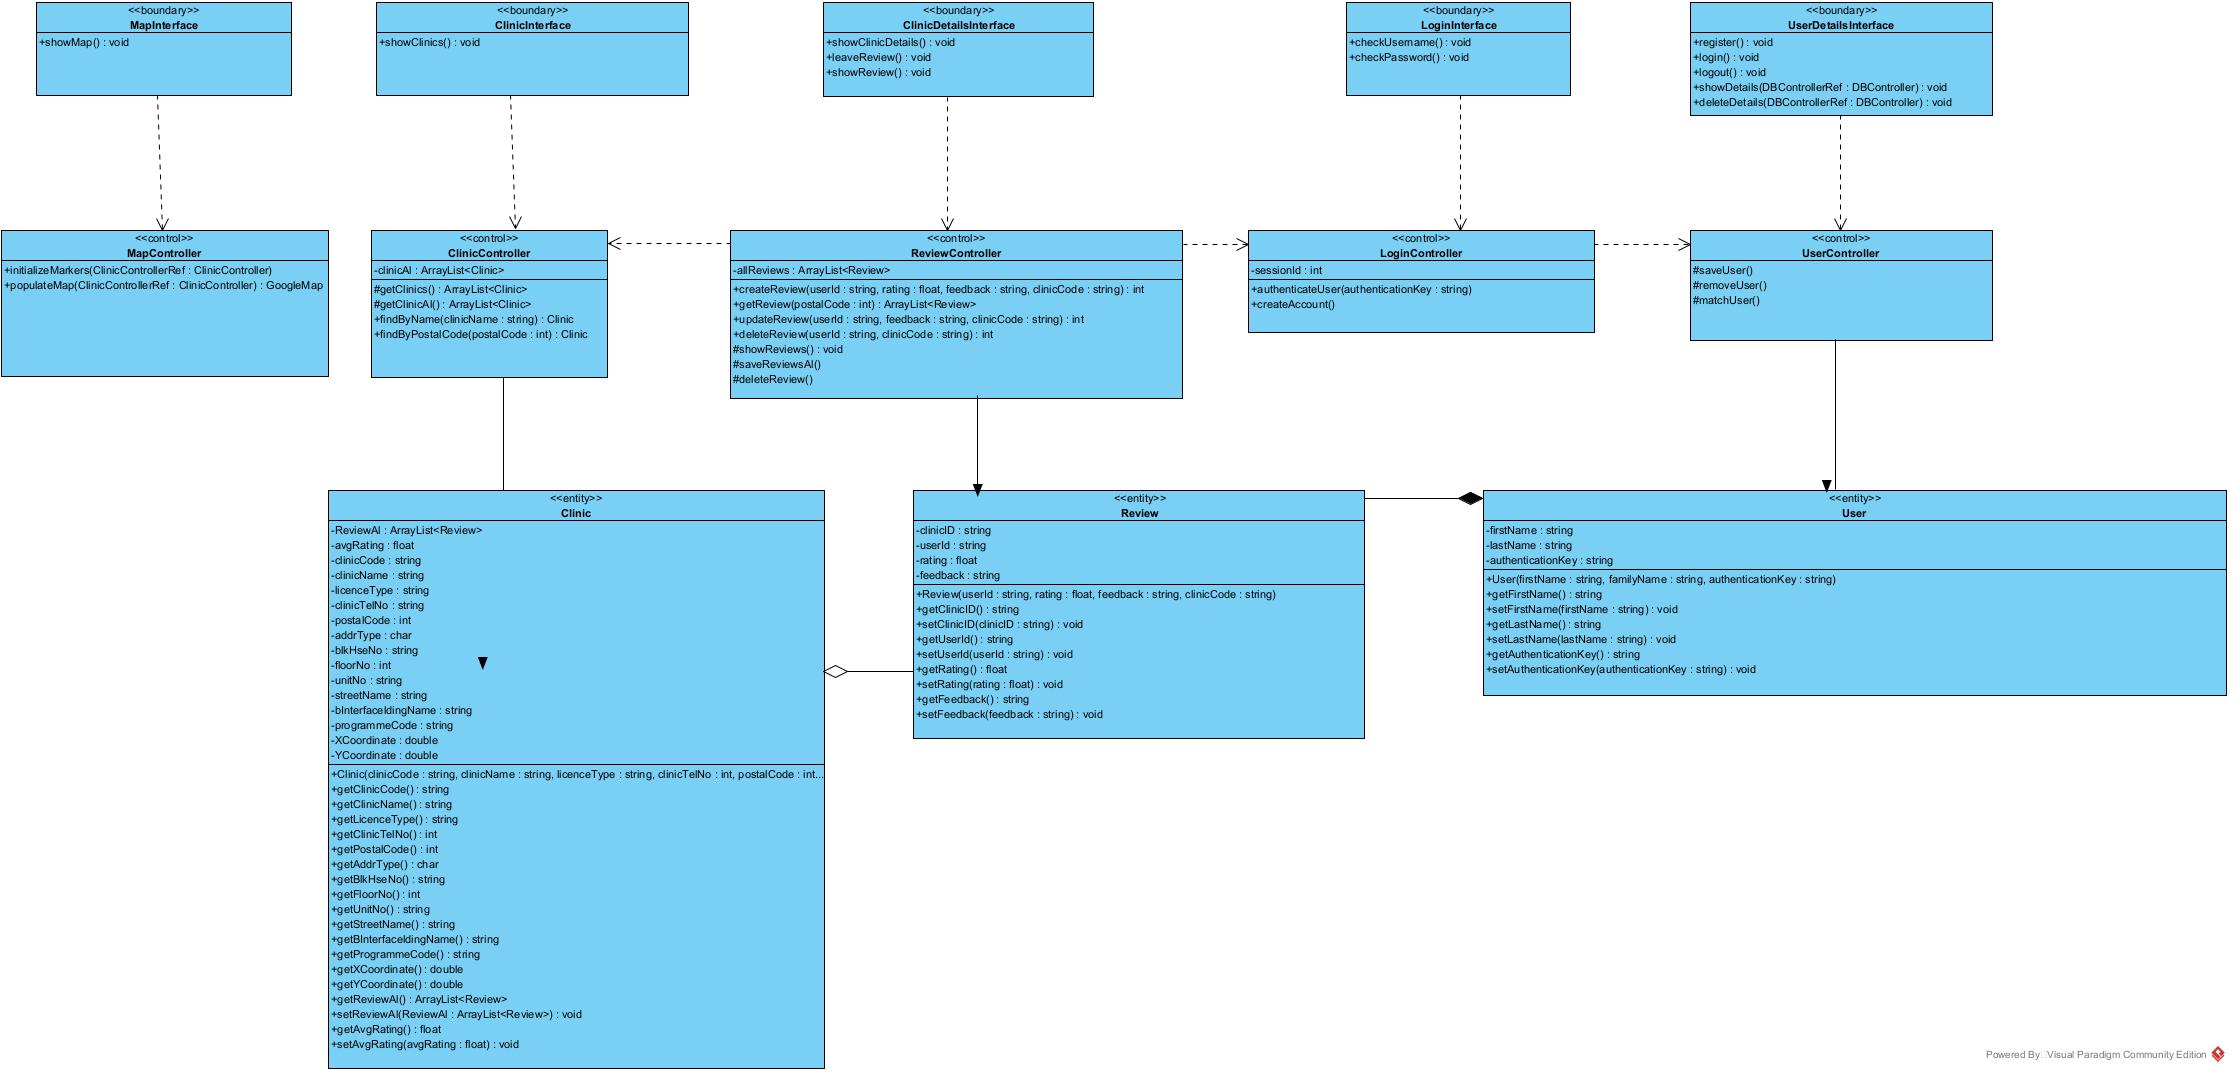 <<boundary>>
MapInterface
+showMap() : void
<<boundary>>
ClinicInterface
+showClinics() : void
<<boundary>>
ClinicDetailsInterface
+showClinicDetails() : void
+leaveReview() : void
+showReview() : void
<<boundary>>
LoginInterface
+checkUsername() : void
+checkPassword() : void
<<boundary>>
UserDetailsInterface
+register() : void
+login() : void
+logout() : void
+showDetails(DBControllerRef : DBController) : void
+deleteDetails(DBControllerRef : DBController) : void
<<control>>
MapController
+initializeMarkers(ClinicControllerRef : ClinicController)
+populateMap(ClinicControllerRef : ClinicController) : GoogleMap
<<control>>
ClinicController
-clinicAl : ArrayList<Clinic>
#getClinics() : ArrayList<Clinic>
#getClinicAl() : ArrayList<Clinic>
+findByName(clinicName : string) : Clinic
+findByPostalCode(postalCode : int) : Clinic
<<control>>
ReviewController
-allReviews : ArrayList<Review>
+createReview(userId : string, rating : float, feedback : string, clinicCode : string) : int
+getReview(postalCode : int) : ArrayList<Review>
+updateReview(userId : string, feedback : string, clinicCode : string) : int
+deleteReview(userId : string, clinicCode : string) : int
#showReviews() : void
#saveReviewsAl()
#deleteReview()
<<control>>
LoginController
-sessionId : int
+authenticateUser(authenticationKey : string)
+createAccount()
<<control>>
UserController
#saveUser()
#removeUser()
#matchUser()
<<entity>>
Clinic
-ReviewAl : ArrayList<Review>
-avgRating : float
-clinicCode : string
-clinicName : string
-licenceType : string
-clinicTelNo : string
-postalCode : int
-addrType : char
-blkHseNo : string
-floorNo : int
-unitNo : string
-streetName : string
-bInterfaceIdingName : string
-programmeCode : string
-XCoordinate : double
-YCoordinate : double
+Clinic(clinicCode : string, clinicName : string, licenceType : string, clinicTelNo : int, postalCode : int...
+getClinicCode() : string
+getClinicName() : string
+getLicenceType() : string
+getClinicTelNo() : int
+getPostalCode() : int
+getAddrType() : char
+getBlkHseNo() : string
+getFloorNo() : int
+getUnitNo() : string
+getStreetName() : string
+getBInterfaceIdingName() : string
+getProgrammeCode() : string
+getXCoordinate() : double
+getYCoordinate() : double
+getReviewAl() : ArrayList<Review>
+setReviewAl(ReviewAl : ArrayList<Review>) : void
+getAvgRating() : float
+setAvgRating(avgRating : float) : void
<<entity>>
Review
-clinicID : string
-userId : string
-rating : float
-feedback : string
+Review(userId : string, rating : float, feedback : string, clinicCode : string)
+getClinicID() : string
+setClinicID(clinicID : string) : void
+getUserId() : string
+setUserId(userId : string) : void
+getRating() : float
+setRating(rating : float) : void
+getFeedback() : string
+setFeedback(feedback : string) : void
<<entity>>
User
-firstName : string
-lastName : string
-authenticationKey : string
+User(firstName : string, familyName : string, authenticationKey : string)
+getFirstName() : string
+setFirstName(firstName : string) : void
+getLastName() : string
+setLastName(lastName : string) : void
+getAuthenticationKey() : string
+setAuthenticationKey(authenticationKey : string) : void
Powered By Visual Paradigm Community Edition